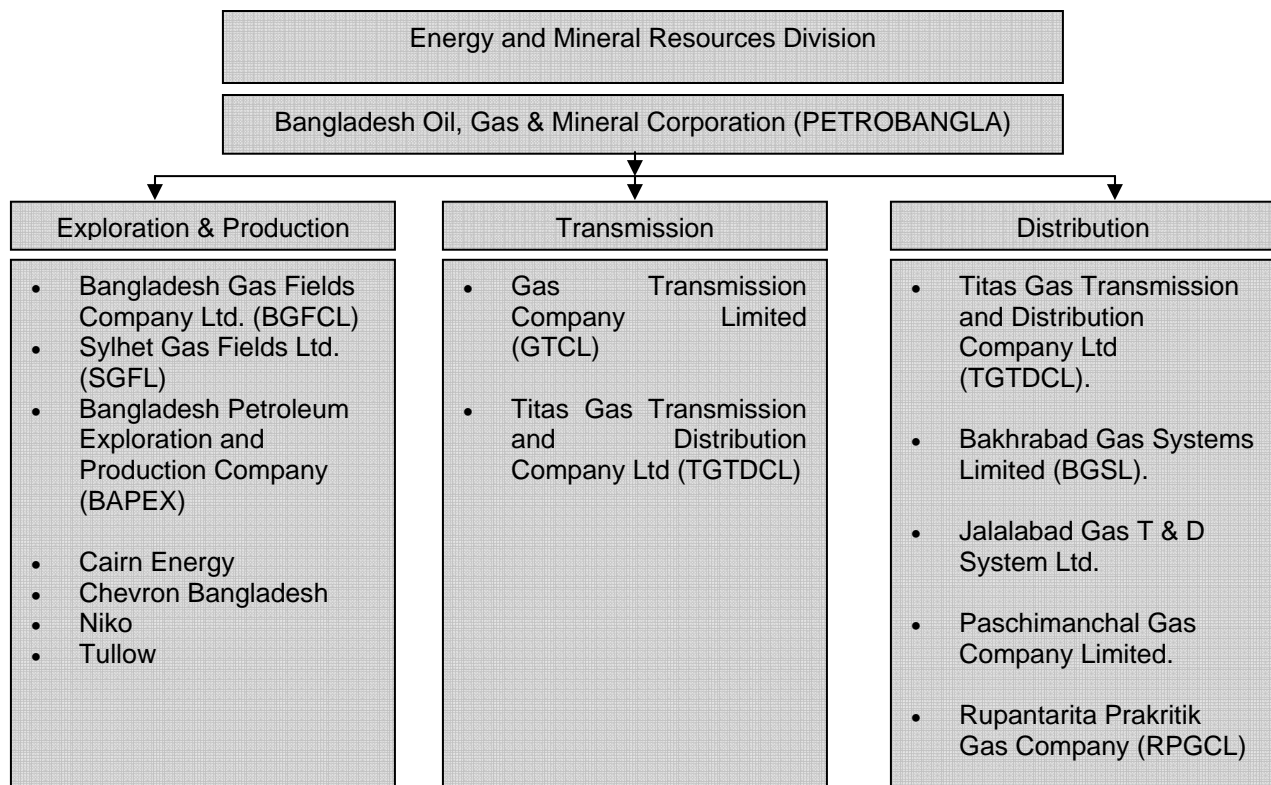 Energy and Mineral Resources Division
Bangladesh Oil, Gas & Mineral Corporation (PETROBANGLA)
Exploration & Production
• Bangladesh Gas Fields
Company Ltd. (BGFCL)
• Sylhet Gas Fields Ltd.
(SGFL)
• Bangladesh Petroleum
Exploration and
Production Company
(BAPEX)
• Cairn Energy
• Chevron Bangladesh
• Niko
• Tullow
Transmission
• Gas Transmission
Company Limited
(GTCL)
• Titas Gas Transmission
and Distribution
Company Ltd (TGTDCL)
Distribution
• Titas Gas Transmission
and Distribution
Company Ltd
(TGTDCL).
• Bakhrabad Gas Systems
Limited (BGSL).
• Jalalabad Gas T & D
System Ltd.
• Paschimanchal Gas
Company Limited.
• Rupantarita Prakritik
Gas Company (RPGCL)